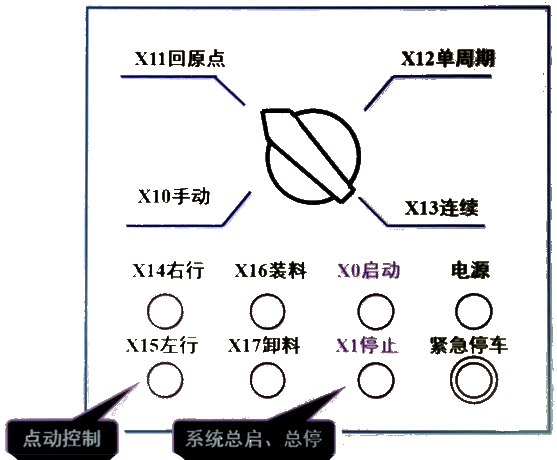 X11回原点
X12单周期
X10手动
X13连续
X14右行 X16装料 X0启动 电源
X15左行 X17卸料 X1停止 紧急停车
点动控制
系统总启、总停